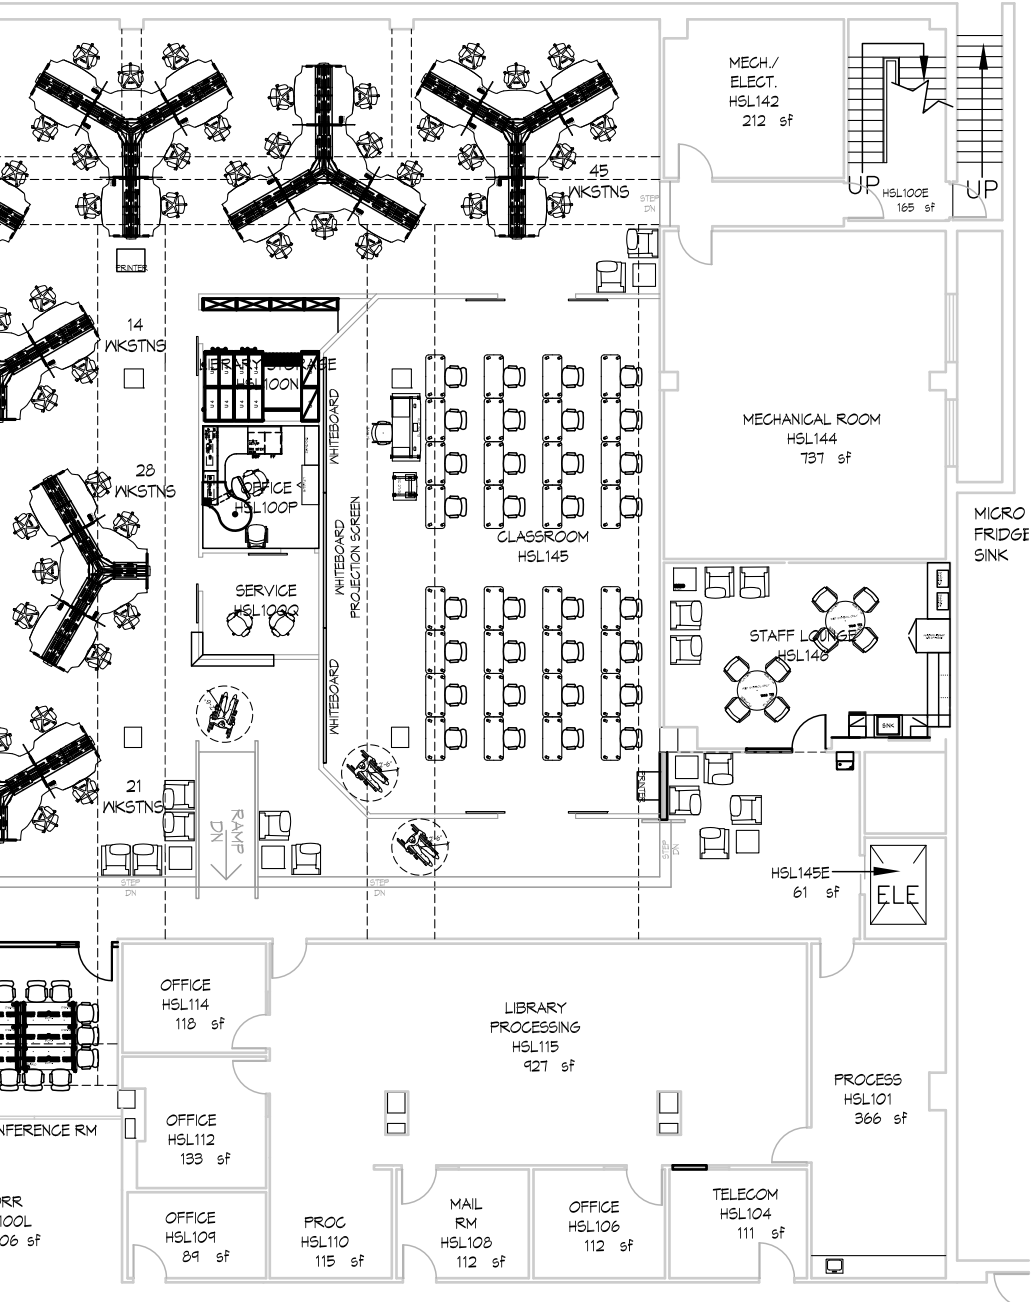 MECH./
ELECT.
HSL142
212 sf
45
WKSTNS
STEP
DN
UP
HSL100E
165 sf
UP
PRINTER
14
WKSTNS
LIBRARY STORAGE
HSL100N
WHITEBOARD
MECHANICAL ROOM
HSL144
737 sf
28
WKSTNS
OFFICE
HSL100P
WHITEBOARD
PROJECTION SCREEN
CLASSROOM
HSL145
MICRO
FRIDGE
SINK
SERVICE
HSL100Q
STAFF LOUNGE
HSL146
WHITEBOARD
SINK
21
WKSTNS
RAMP
DN
PRINTER
STEP
DN
STEP
DN
STEP
DN
HSL145E
61 sf
ELE
OFFICE
HSL114
118 sf
LIBRARY
PROCESSING
HSL115
927 sf
PROCESS
HSL101
366 sf
NFERENCE RM
OFFICE
HSL112
133 sf
ORR
100L
06 sf
OFFICE
HSL109
89 sf
PROC
HSL110
115 sf
MAIL
RM
HSL108
112 sf
OFFICE
HSL106
112 sf
TELECOM
HSL104
111 sf